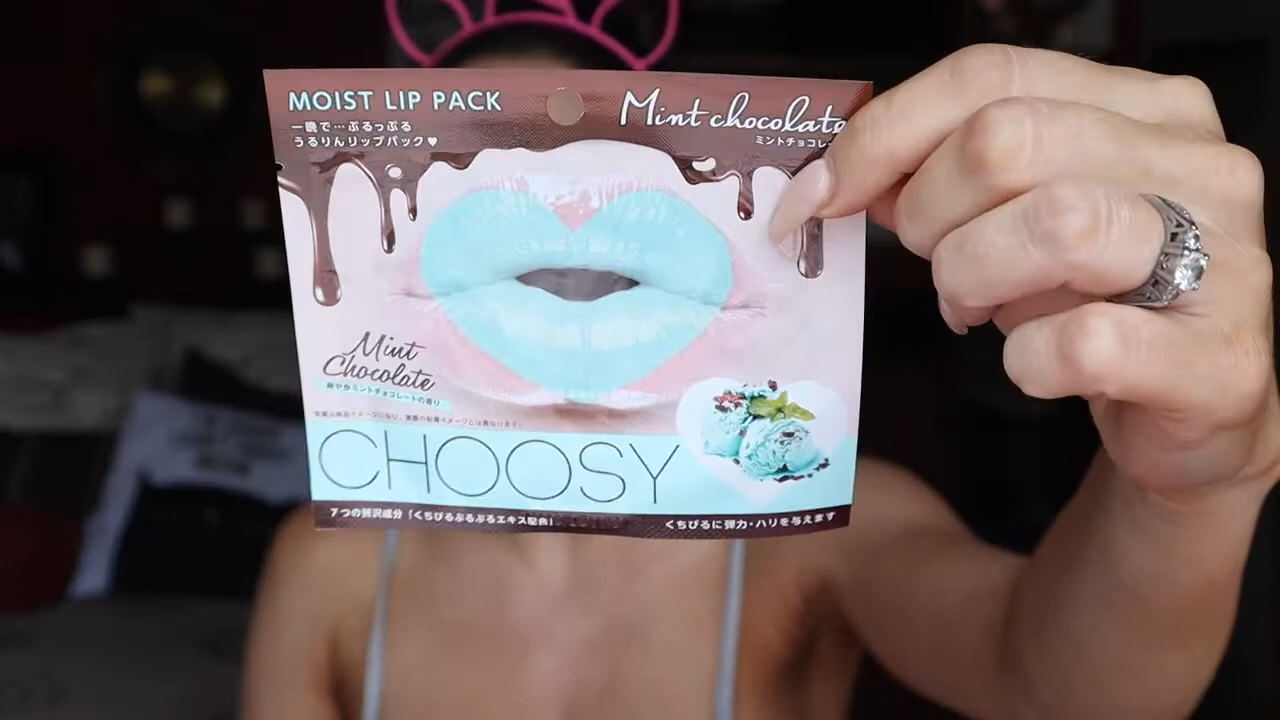 MOIST LIP PACK
一晩で…ぷるっぷる
うるりんリップパック♥
Mint chocolate
ミントチョコレー
Mint
Chocolate
爽やかミントチョコレートの香り
CHOOSY
7つの贅沢成分「くちびるぷるぷるエキス配合」
くちびるに弾力・ハリを与えます